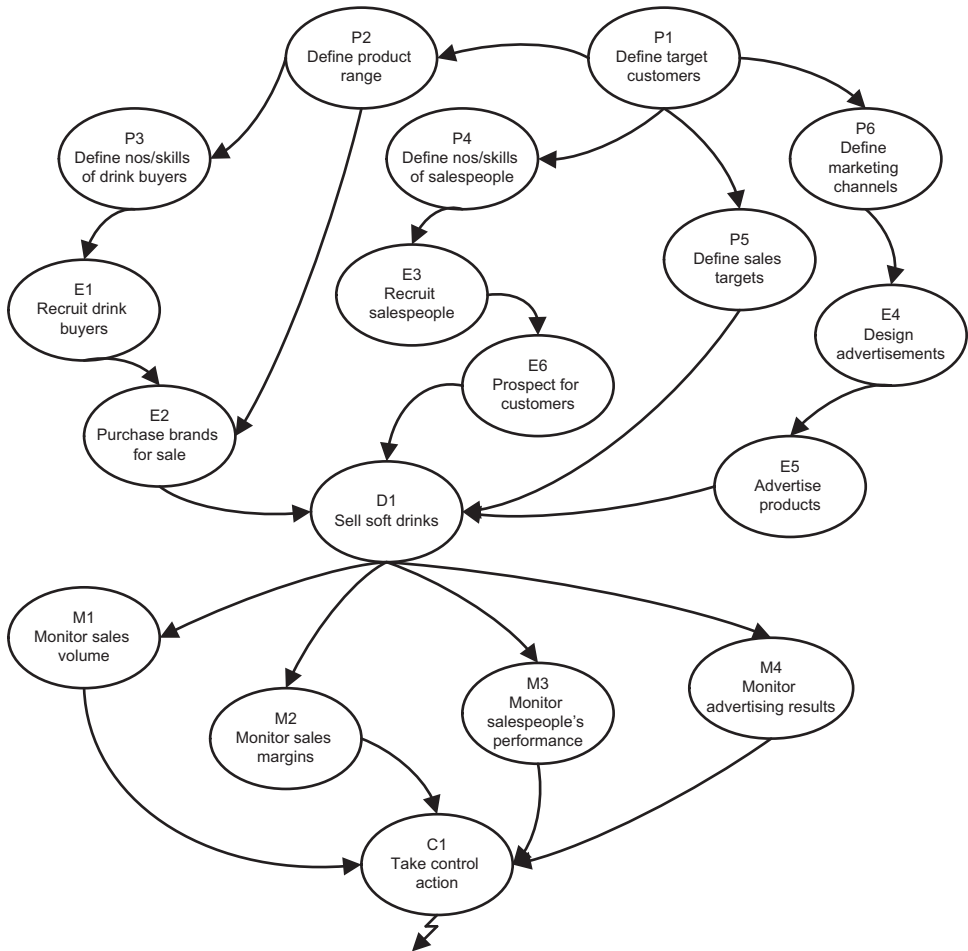 P2
Define product
range
P1
Define target
customers
P3
Define nos/skills
of drink buyers
P4
Define nos/skills
of salespeople
P6
Define
marketing
channels
P5
Define sales
targets
E1
Recruit drink
buyers
E3
Recruit
salespeople
E4
Design
advertisements
E6
Prospect for
customers
E2
Purchase brands
for sale
E5
Advertise
products
D1
Sell soft drinks
M1
Monitor sales
volume
M2
Monitor sales
margins
M3
Monitor
salespeople's
performance
M4
Monitor
advertising results
C1
Take control
action